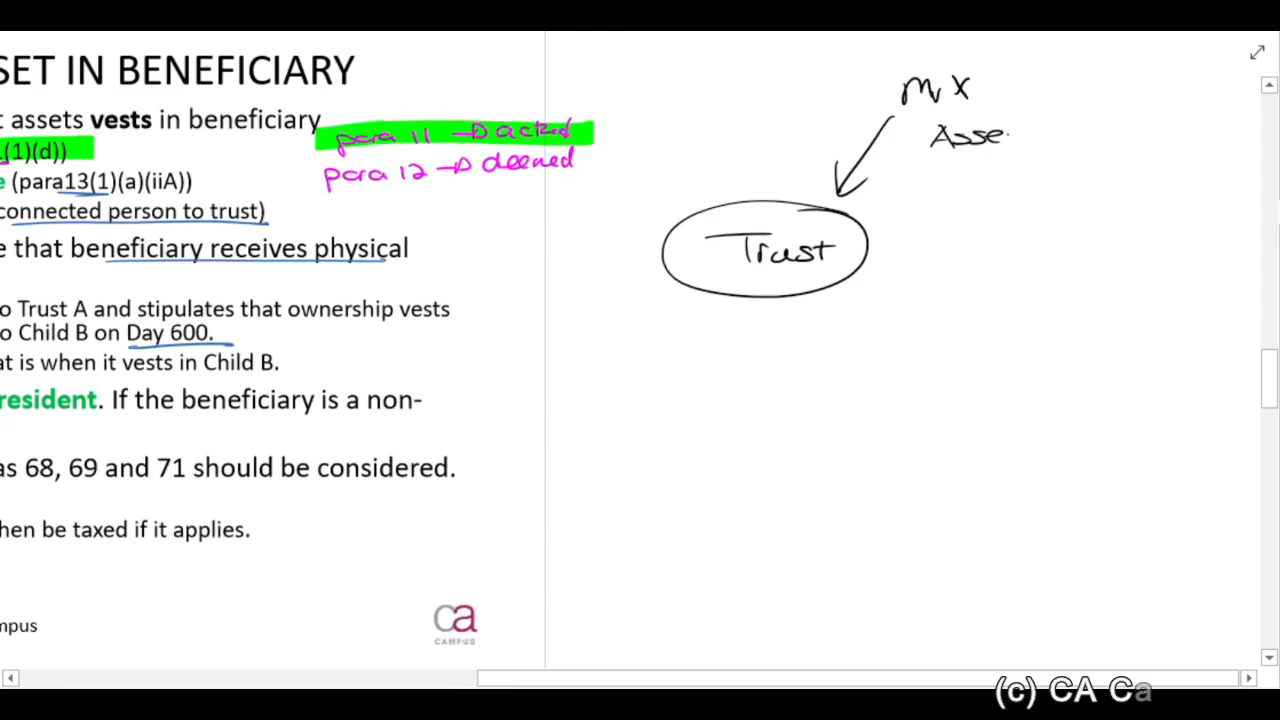 SET IN BENEFICIARY
t assets vests in beneficiary
para 11 → acted
(1)(d))
para 12 → deemed
e (para13(1)(a)(iiA))
connected person to trust)
e that beneficiary receives physical
o Trust A and stipulates that ownership vests
o Child B on Day 600.
at is when it vests in Child B.
resident. If the beneficiary is a non-
as 68, 69 and 71 should be considered.
hen be taxed if it applies.
mpus
ca
CAMPUS
Mr X
Asse
Trust
(c) CA Ca